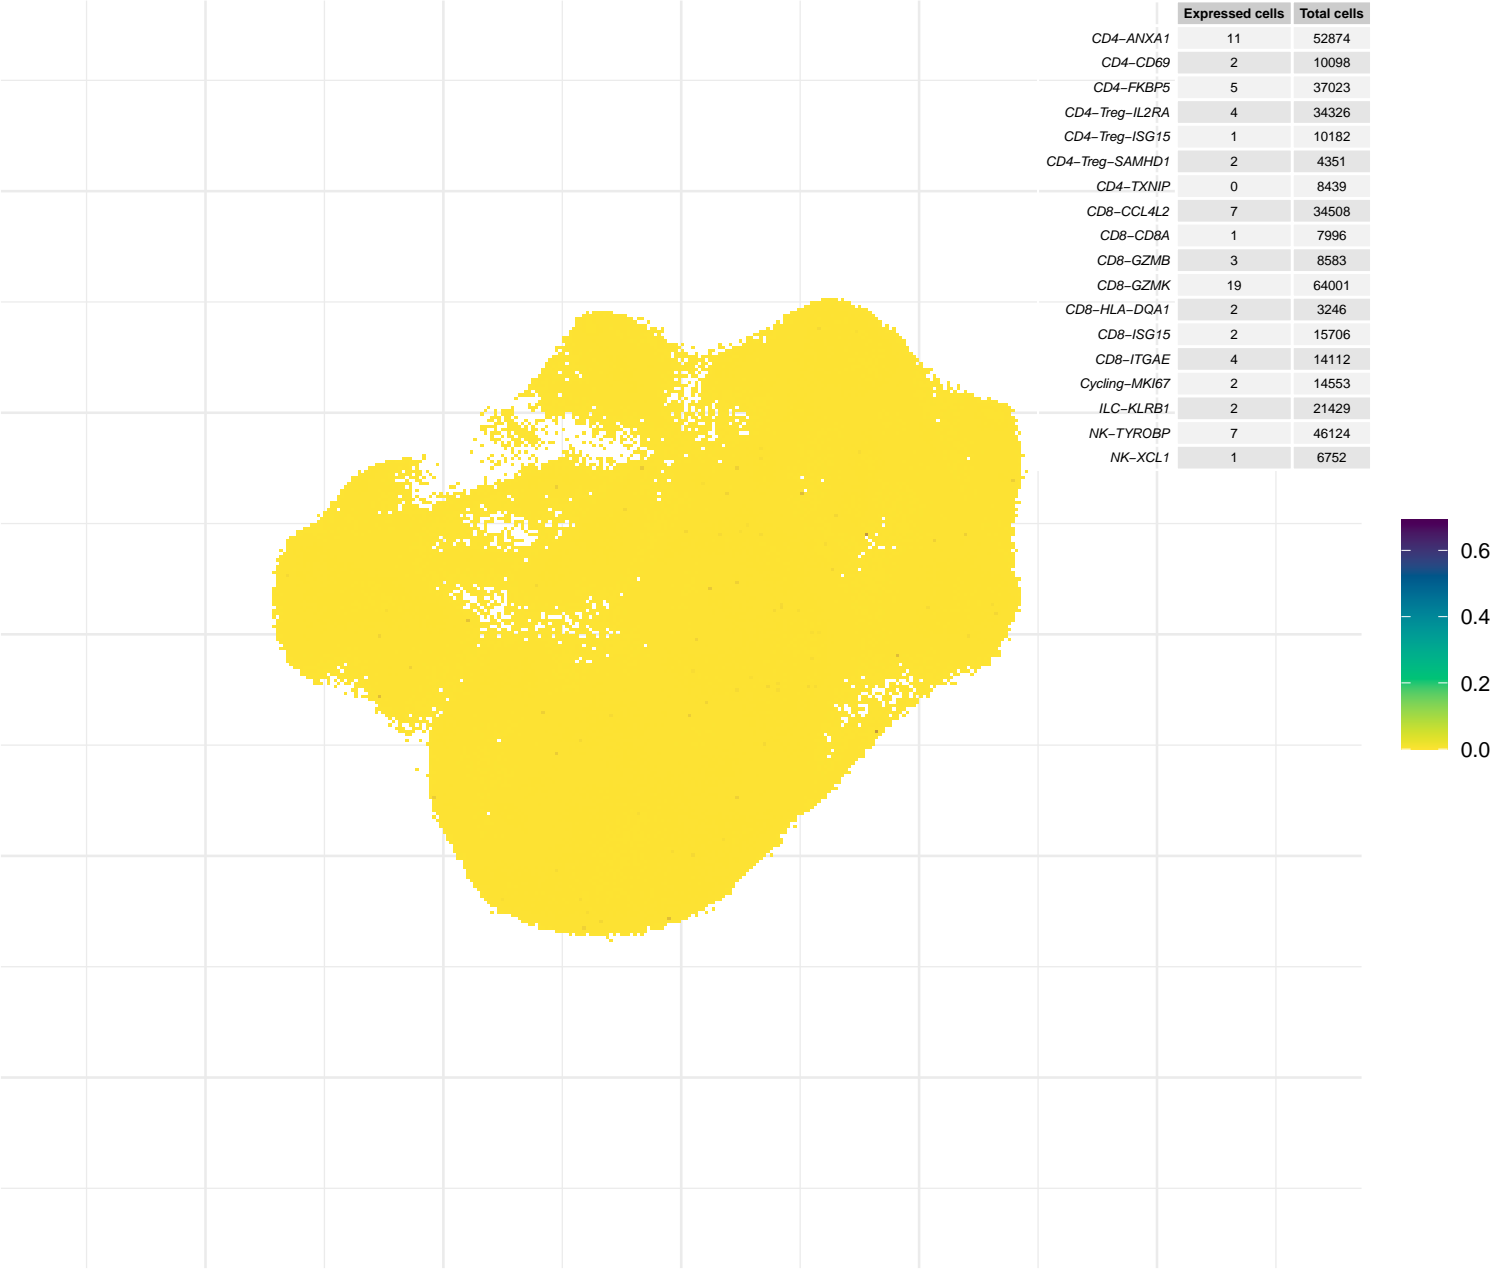 Expressed cells Total cells
CD4−ANXA1 11 52874
CD4−CD69 2 10098
CD4−FKBP5 5 37023
CD4−Treg−IL2RA 4 34326
CD4−Treg−ISG15 1 10182
CD4−Treg−SAMHD1 2 4351
CD4−TXNIP 0 8439
CD8−CCL4L2 7 34508
CD8−CD8A 1 7996
CD8−GZMB 3 8583
CD8−GZMK 19 64001
CD8−HLA−DQA1 2 3246
CD8−ISG15 2 15706
CD8−ITGAE 4 14112
Cycling−MKI67 2 14553
ILC−KLRB1 2 21429
NK−TYROBP 7 46124
NK−XCL1 1 6752
0.6
0.4
0.2
0.0